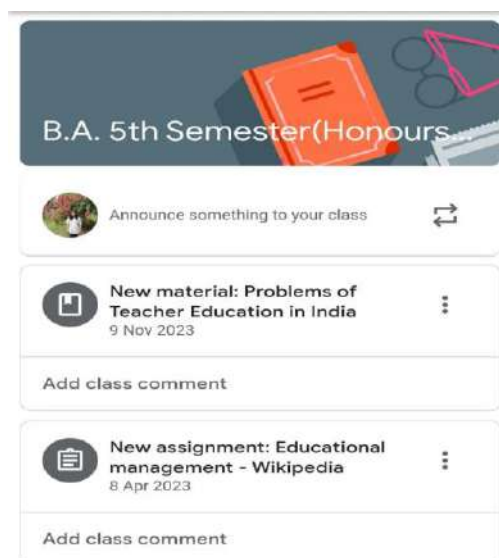 B.A. 5th Semester(Honours...
Announce something to your class
New material: Problems of
Teacher Education in India
9 Nov 2023
Add class comment
New assignment: Educational
management - Wikipedia
8 Apr 2023
Add class comment